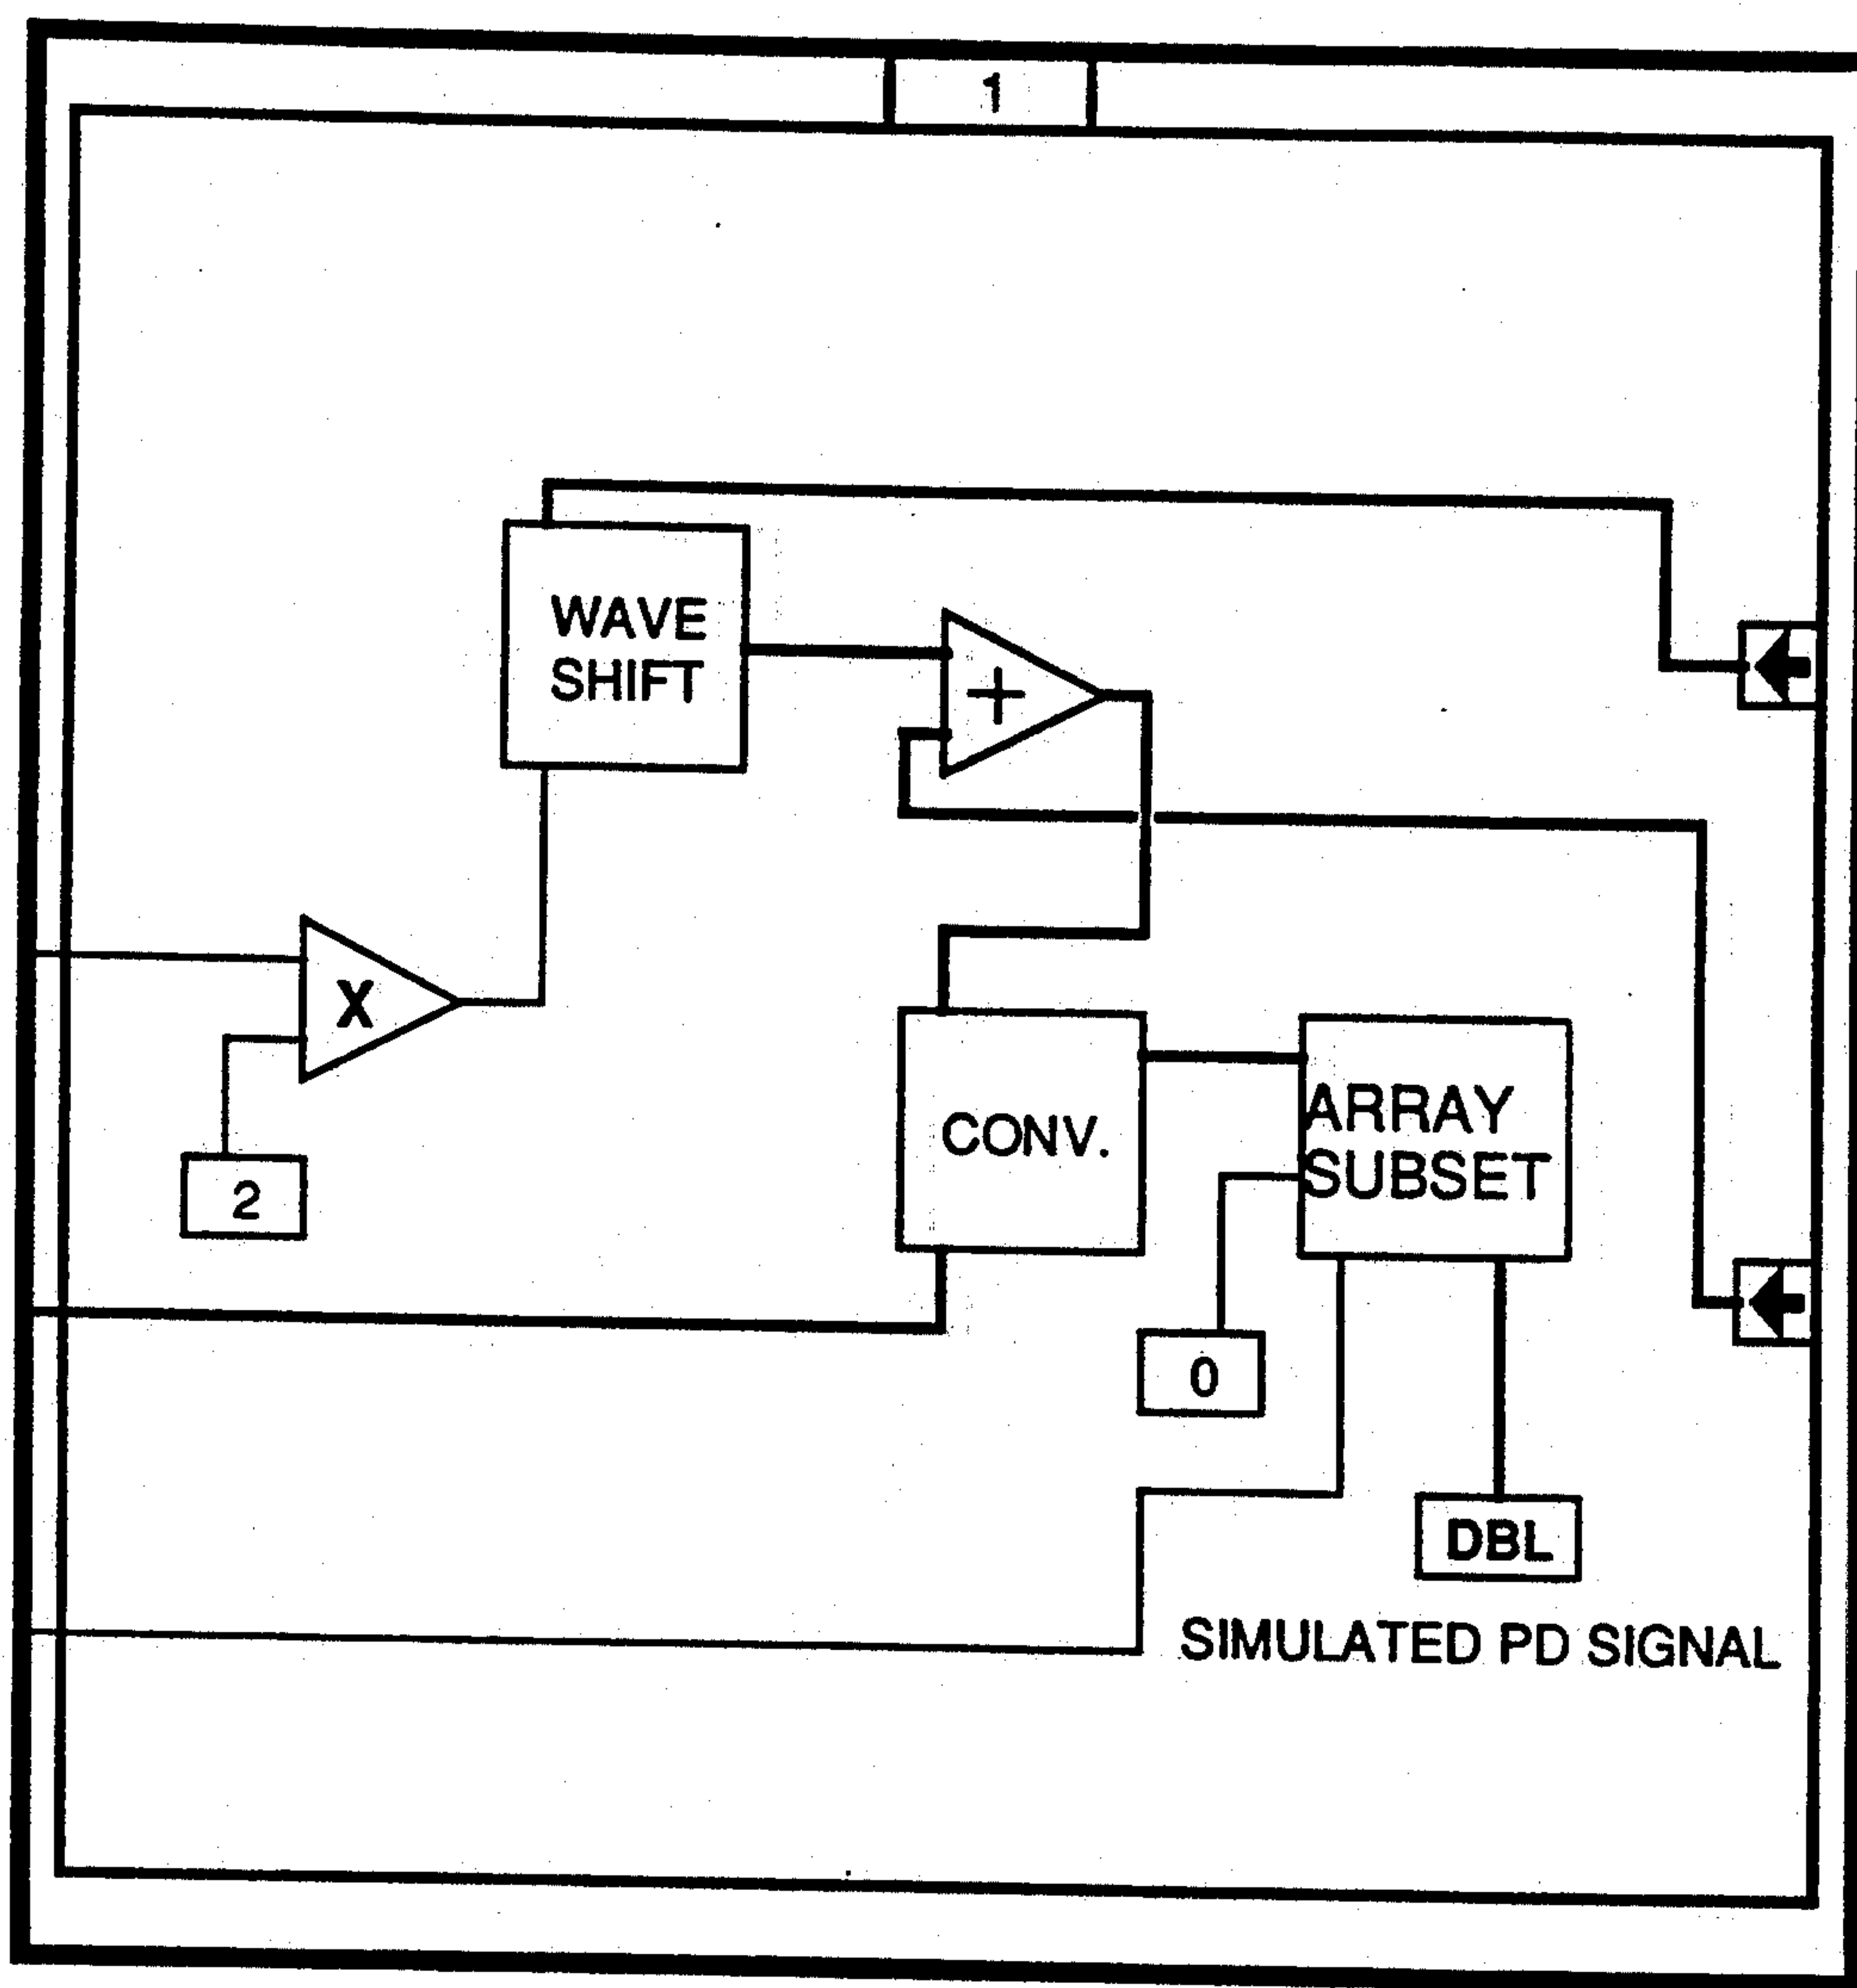 1
WAVE
SHIFT
+
X
2
CONV.
ARRAY
SUBSET
0
DBL
SIMULATED PD SIGNAL